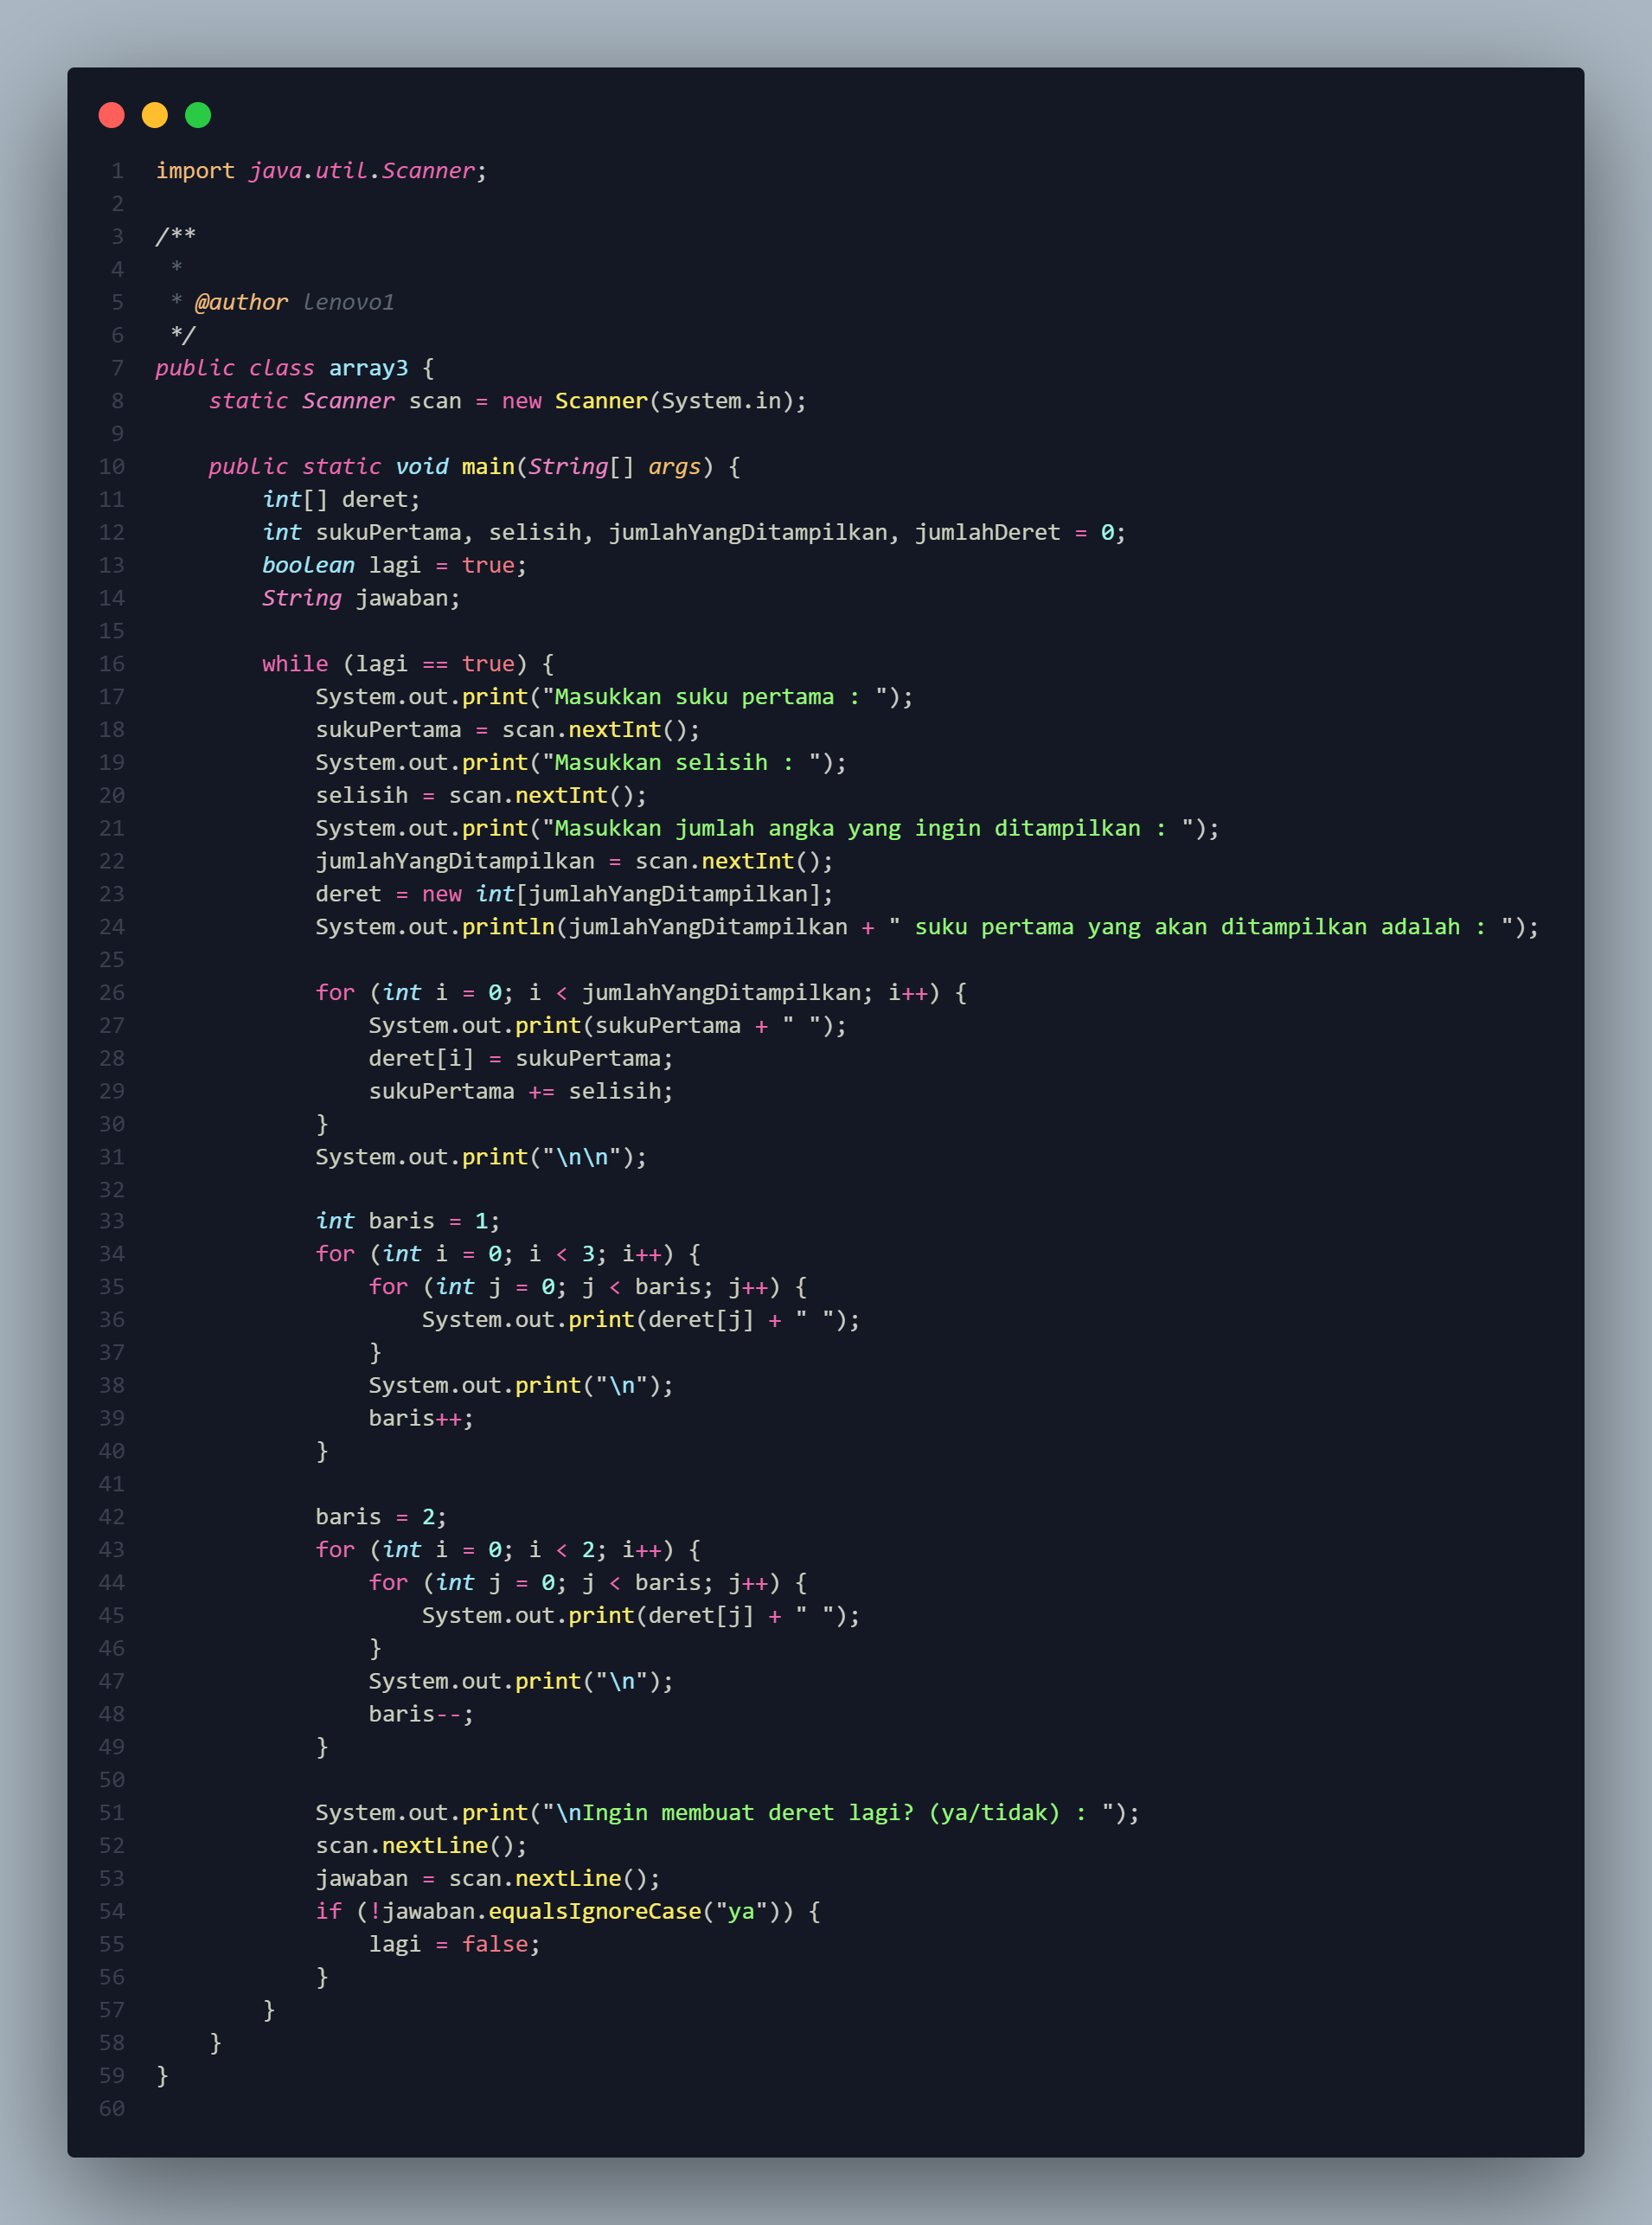 1 import java.util.Scanner;
2
3 /**
4  *
5  * @author lenovo1
6  */
7 public class array3 {
8     static Scanner scan = new Scanner(System.in);
9
10     public static void main(String[] args) {
11         int[] deret;
12         int sukuPertama, selisih, jumlahYangDitampilkan, jumlahDeret = 0;
13         boolean lagi = true;
14         String jawaban;
15
16         while (lagi == true) {
17             System.out.print("Masukkan suku pertama : ");
18             sukuPertama = scan.nextInt();
19             System.out.print("Masukkan selisih : ");
20             selisih = scan.nextInt();
21             System.out.print("Masukkan jumlah angka yang ingin ditampilkan : ");
22             jumlahYangDitampilkan = scan.nextInt();
23             deret = new int[jumlahYangDitampilkan];
24             System.out.println(jumlahYangDitampilkan + " suku pertama yang akan ditampilkan adalah : ");
25
26             for (int i = 0; i < jumlahYangDitampilkan; i++) {
27                 System.out.print(sukuPertama + " ");
28                 deret[i] = sukuPertama;
29                 sukuPertama += selisih;
30             }
31             System.out.print("\n\n");
32
33             int baris = 1;
34             for (int i = 0; i < 3; i++) {
35                 for (int j = 0; j < baris; j++) {
36                     System.out.print(deret[j] + " ");
37                 }
38                 System.out.print("\n");
39                 baris++;
40             }
41
42             baris = 2;
43             for (int i = 0; i < 2; i++) {
44                 for (int j = 0; j < baris; j++) {
45                     System.out.print(deret[j] + " ");
46                 }
47                 System.out.print("\n");
48                 baris--;
49             }
50
51             System.out.print("\nIngin membuat deret lagi? (ya/tidak) : ");
52             scan.nextLine();
53             jawaban = scan.nextLine();
54             if (!jawaban.equalsIgnoreCase("ya")) {
55                 lagi = false;
56             }
57         }
58     }
59 }
60